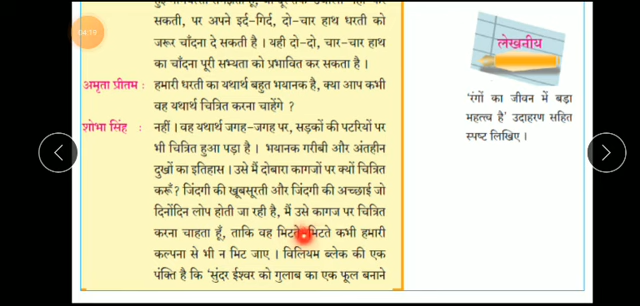 सकती, पर अपने इर्द-गिर्द, दो-चार हाथ धरती को
जरूर चाँदना दे सकती है । यही दो-दो, चार-चार हाथ
का चाँदना पूरी सभ्यता को प्रभावित कर सकता है ।
अमृता प्रीतम : हमारी धरती का यथार्थ बहुत भयानक है, क्या आप कभी
वह यथार्थ चित्रित करना चाहेंगे ?
शोभा सिंह : नहीं । वह यथार्थ जगह-जगह पर, सड़कों की पटरियों पर
भी चित्रित हुआ पड़ा है । भयानक गरीबी और अंतहीन
दुखों का इतिहास । उसे मैं दोबारा कागजों पर क्यों चित्रित
करूँ? जिंदगी की खूबसूरती और जिंदगी की अच्छाई जो
दिनोंदिन लोप होती जा रही है, मैं उसे कागज पर चित्रित
करना चाहता हूँ, ताकि वह मिटते मिटते कभी हमारी
कल्पना से भी न मिट जाए । विलियम ब्लेक की एक
पंक्ति है कि 'सुंदर ईश्वर को गुलाब का एक फूल बनाने
लेखनीय
'रंगों का जीवन में बड़ा
महत्त्व है' उदाहरण सहित
स्पष्ट लिखिए ।